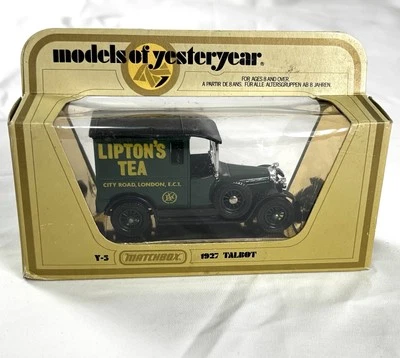 models of yesteryear®
FOR AGES 8 AND OVER.
A PARTIR DE 8 ANS. FÜR ALLE ALTERSGRUPPEN AB 8 JAHREN.
LIPTON'S
TEA
CITY ROAD, LONDON, E.C.1.
Y-5 MATCHBOX 1927 TALBOT